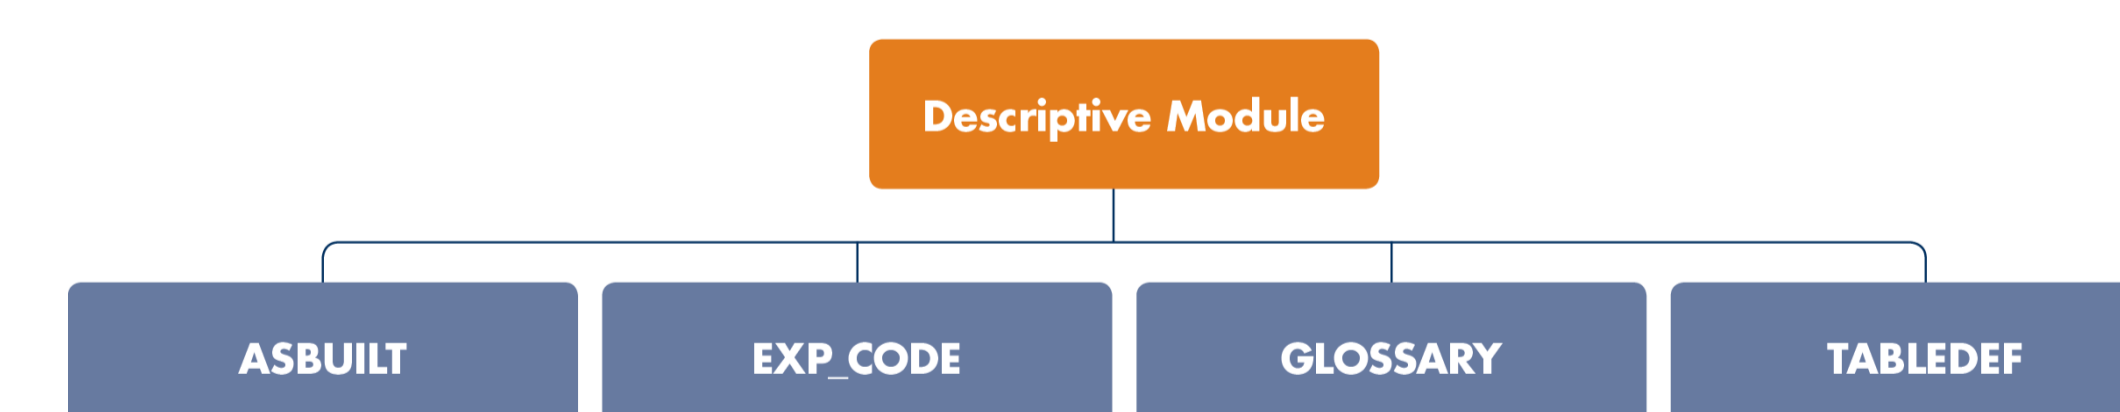 Descriptive Module
ASBUILT
EXP_CODE
GLOSSARY
TABLEDEF